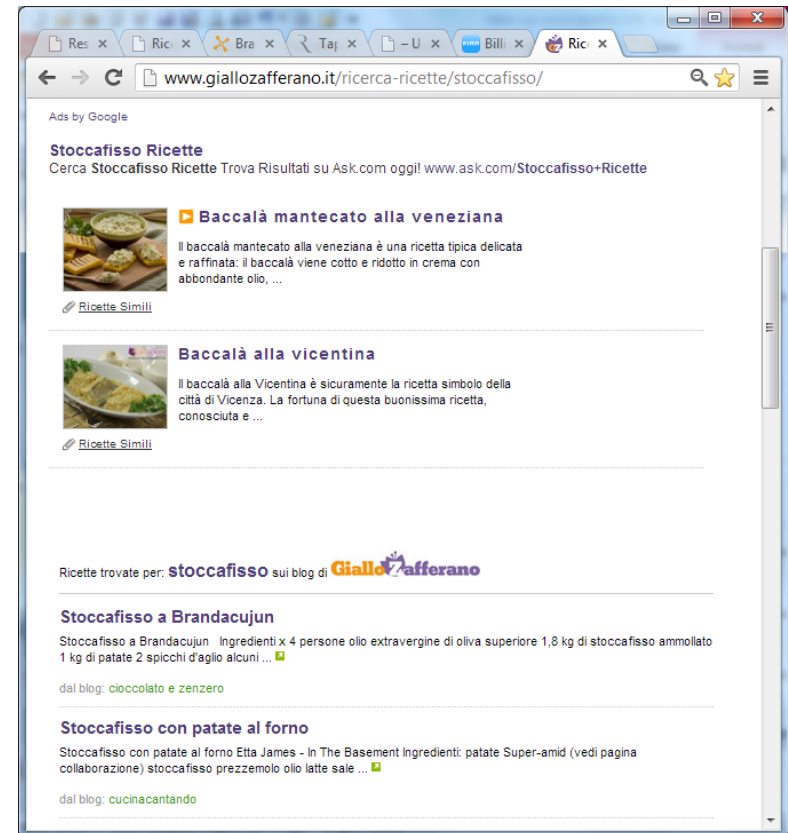 Res
Ric
Bra
Tap
– U
FINN Billi
Ric
www.giallozafferano.it/ricerca-ricette/stoccafisso/
Ads by Google
Stoccafisso Ricette
Cerca Stoccafisso Ricette Trova Risultati su Ask.com oggi! www.ask.com/Stoccafisso+Ricette
Baccalà mantecato alla veneziana
Il baccalà mantecato alla veneziana è una ricetta tipica delicata
e raffinata: il baccalà viene cotto e ridotto in crema con
abbondante olio, ...
Ricette Simili
Baccalà alla vicentina
Il baccalà alla Vicentina è sicuramente la ricetta simbolo della
città di Vicenza. La fortuna di questa buonissima ricetta,
conosciuta e ...
Ricette Simili
Ricette trovate per: stoccafisso sui blog di GialloZafferano
Stoccafisso a Brandacujun
Stoccafisso a Brandacujun Ingredienti x 4 persone olio extravergine di oliva superiore 1,8 kg di stoccafisso ammollato
1 kg di patate 2 spicchi d'aglio alcuni ...
dal blog: cioccolato e zenzero
Stoccafisso con patate al forno
Stoccafisso con patate al forno Etta James - In The Basement Ingredienti: patate Super-amid (vedi pagina
collaborazione) stoccafisso prezzemolo olio latte sale ...
dal blog: cucinacantando